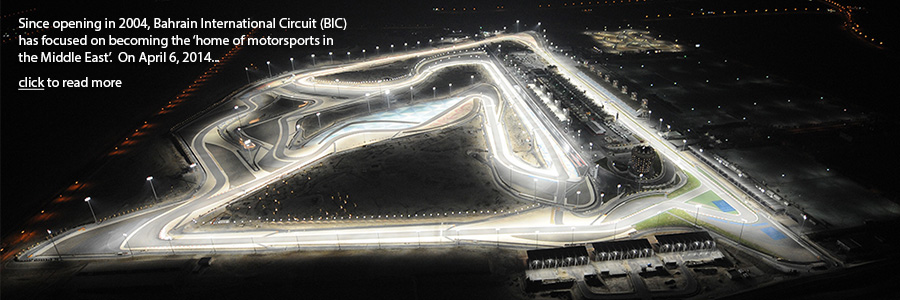 Since opening in 2004, Bahrain International Circuit (BIC)
has focused on becoming the ‘home of motorsports in
the Middle East’.  On April 6, 2014...
click to read more